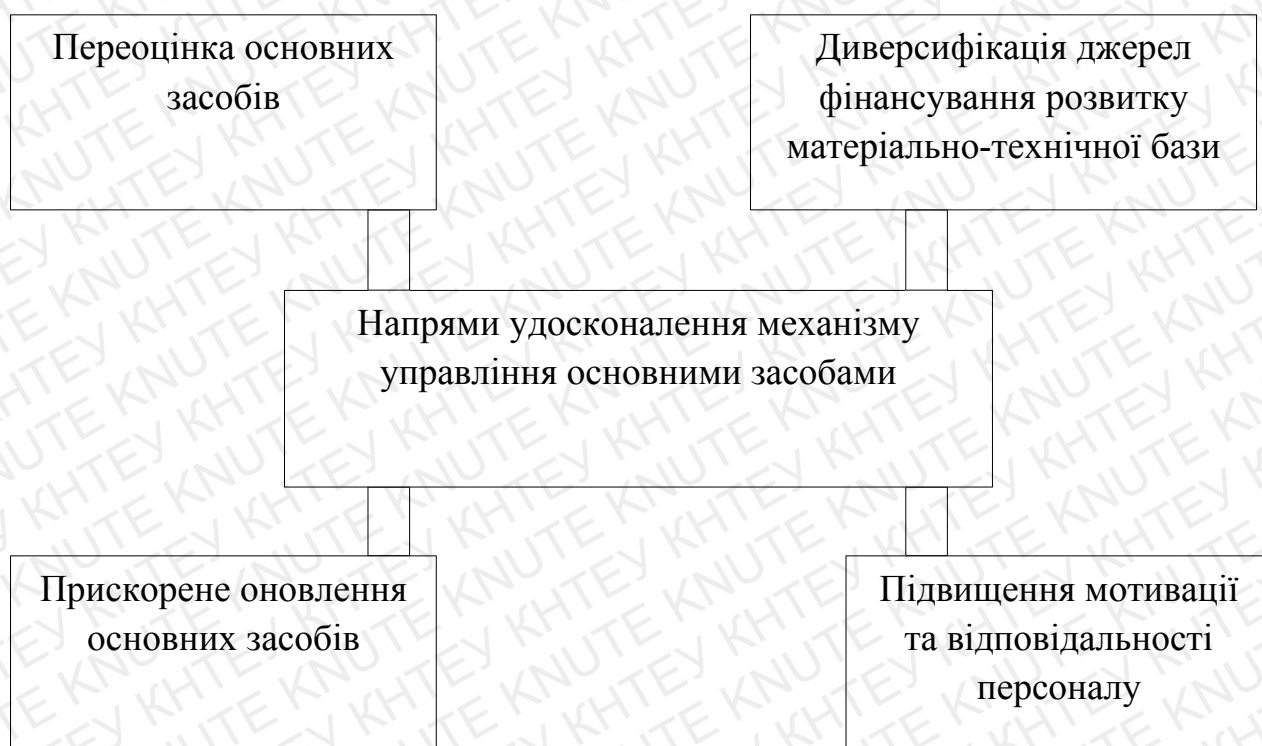 Переоцінка основних
засобів
Диверсифікація джерел
фінансування розвитку
матеріально-технічної бази
Напрями удосконалення механізму
управління основними засобами
Прискорене оновлення
основних засобів
Підвищення мотивації
та відповідальності
персоналу